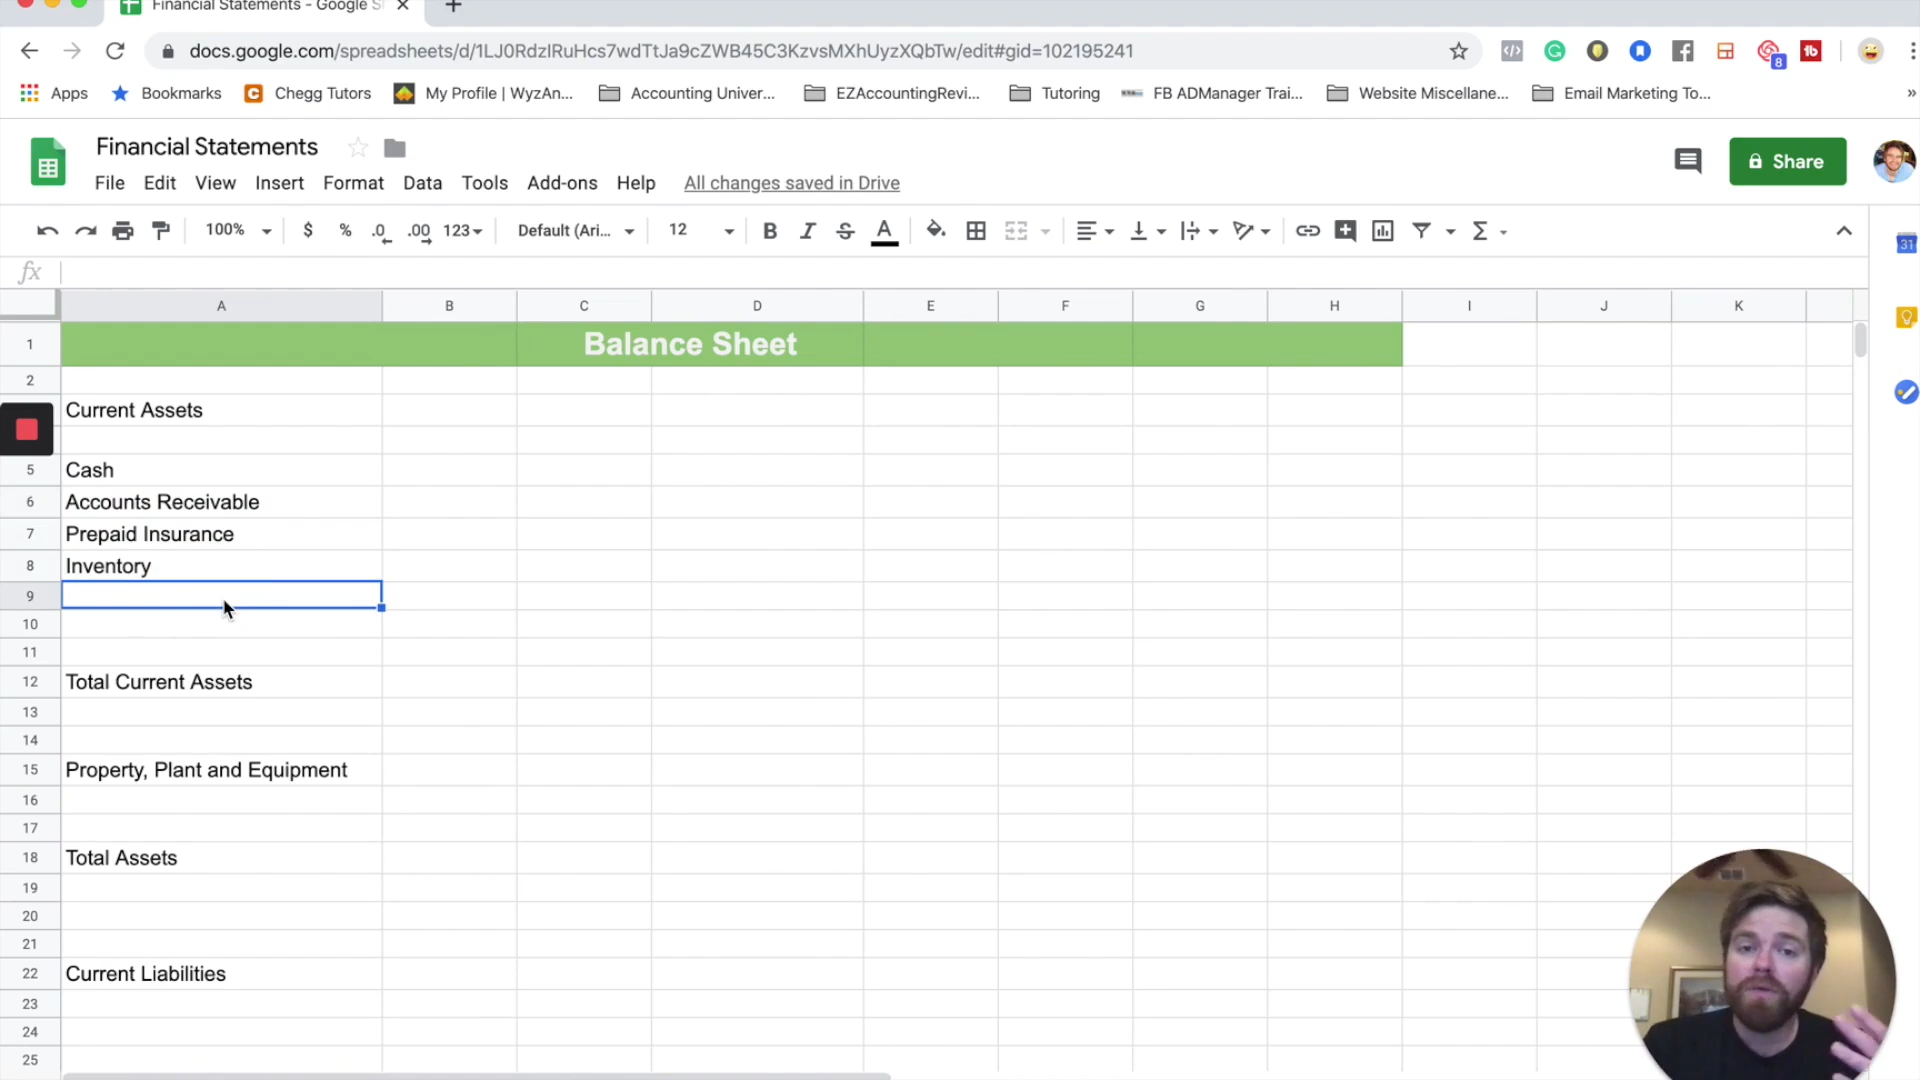 Financial Statements - Google S
docs.google.com/spreadsheets/d/1LJ0RdzlRuHcs7wdTtJa9cZWB45C3KzvsMXhUyzXQbTw/edit#gid=102195241
8
tb
Apps Bookmarks Chegg Tutors My Profile | WyzAn... Accounting Univer... EZAccountingRevi... Tutoring FB ADManager Trai... Website Miscellane... Email Marketing To... »
Financial Statements
Share
File Edit View Insert Format Data Tools Add-ons Help All changes saved in Drive
100% $ % .0 .00 123 Default (Ari... 12 B I S A Σ
31
fx
A B C D E F G H I J K
1 Balance Sheet
2
Current Assets
5 Cash
6 Accounts Receivable
7 Prepaid Insurance
8 Inventory
9
10
11
12 Total Current Assets
13
14
15 Property, Plant and Equipment
16
17
18 Total Assets
19
20
21
22 Current Liabilities
23
24
25